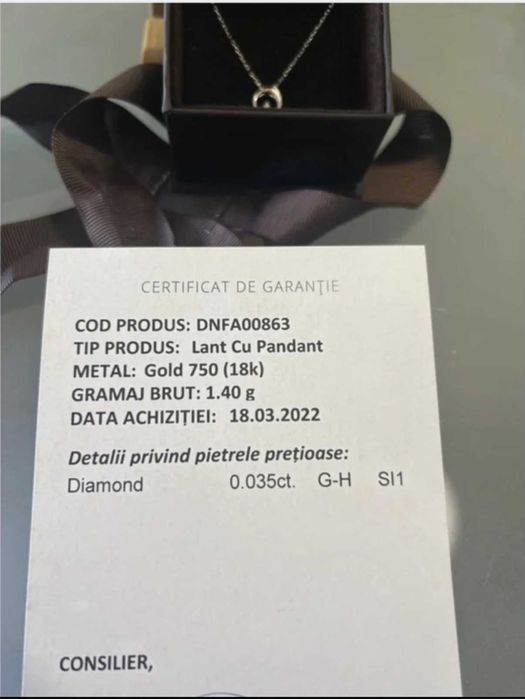 CERTIFICAT DE GARANȚIE
COD PRODUS: DNFA00863
TIP PRODUS: Lant Cu Pandant
METAL: Gold 750 (18k)
GRAMAJ BRUT: 1.40 g
DATA ACHIZIȚIEI: 18.03.2022
Detalii privind pietrele prețioase:
Diamond 0.035ct. G-H SI1
CONSILIER,